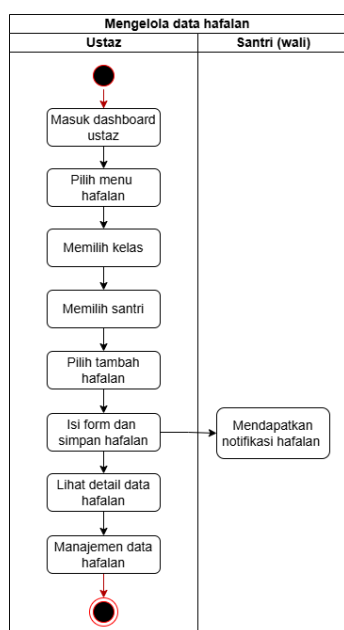 Mengelola data hafalan
Ustaz
Santri (wali)
Masuk dashboard
ustaz
Pilih menu
hafalan
Memilih kelas
Memilih santri
Pilih tambah
hafalan
Isi form dan
simpan hafalan
Mendapatkan
notifikasi hafalan
Lihat detail data
hafalan
Manajemen data
hafalan